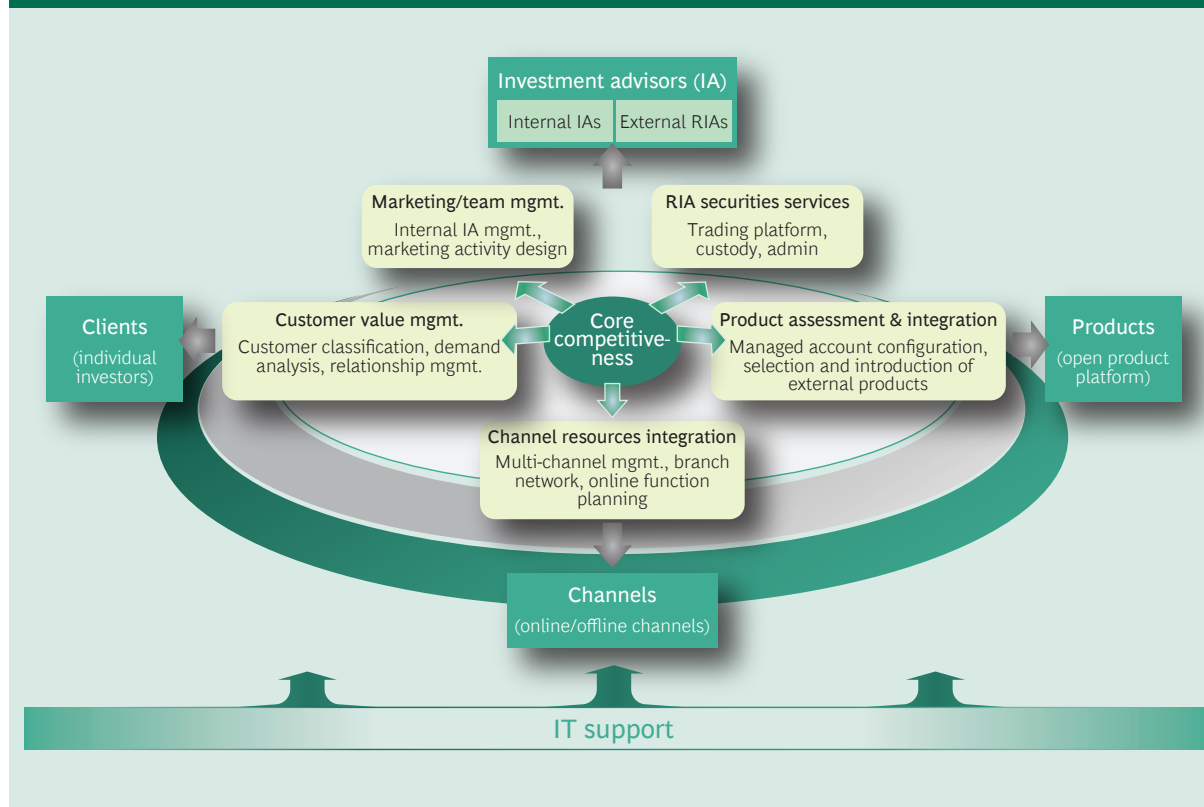 Investment advisors (IA)
Internal IAs
External RIAs
Marketing/team mgmt.
Internal IA mgmt.,
marketing activity design
RIA securities services
Trading platform,
custody, admin
Clients
(individual
investors)
Customer value mgmt.
Customer classification, demand
analysis, relationship mgmt.
Core
competitive-
ness
Product assessment & integration
Managed account configuration,
selection and introduction of
external products
Products
(open product
platform)
Channel resources integration
Multi-channel mgmt., branch
network, online function
planning
Channels
(online/offline channels)
IT support